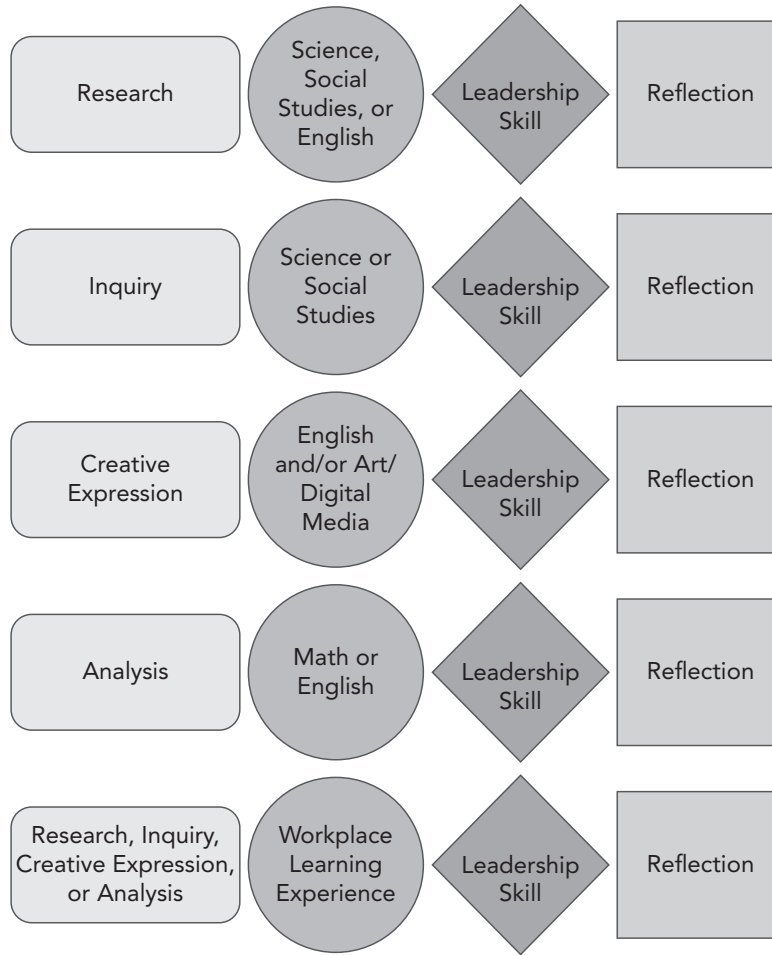 Research
Science,
Social
Studies, or
English
Leadership
Skill
Reflection
Inquiry
Science or
Social
Studies
Leadership
Skill
Reflection
Creative
Expression
English
and/or Art/
Digital
Media
Leadership
Skill
Reflection
Analysis
Math or
English
Leadership
Skill
Reflection
Research, Inquiry,
Creative Expression,
or Analysis
Workplace
Learning
Experience
Leadership
Skill
Reflection